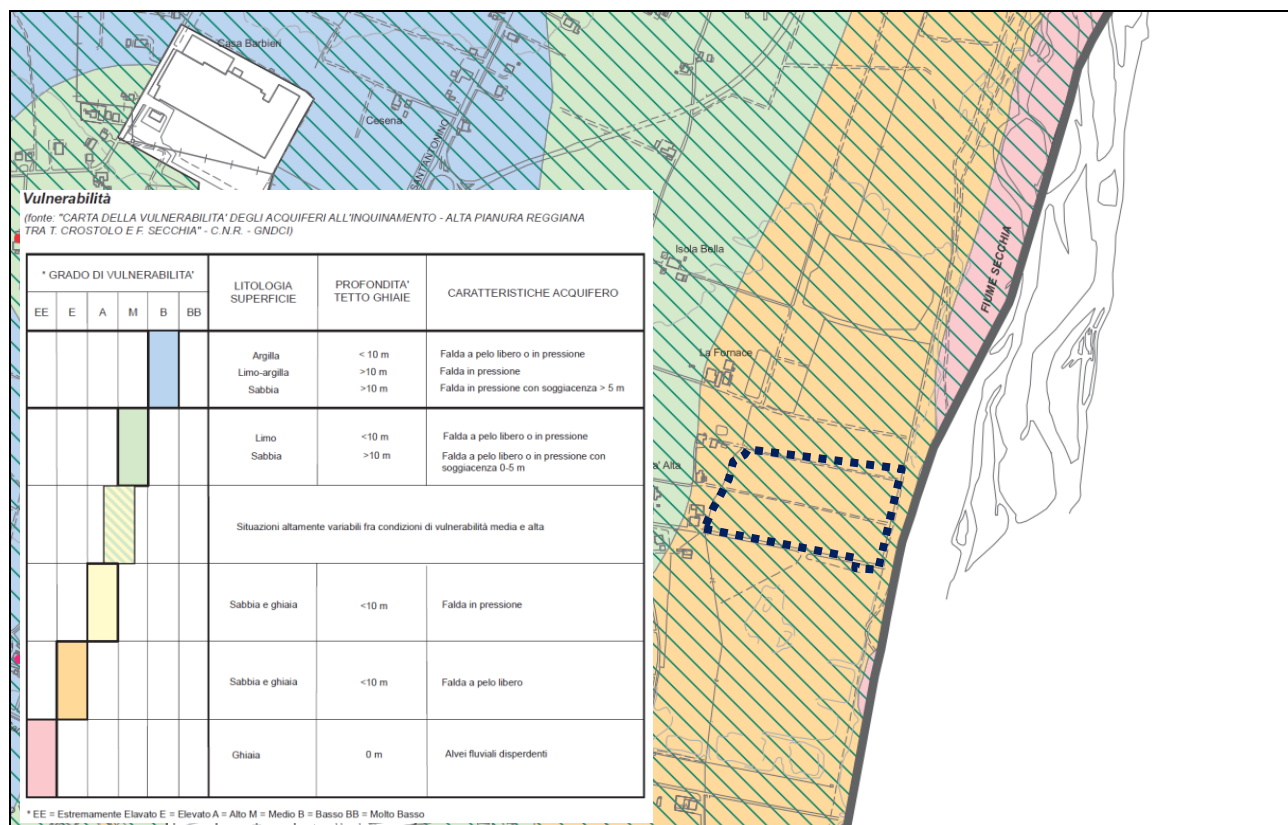 Casa Barbieri
Cesena
SANT'ANTONINO
Isola Bella
FIUME SECCHIA
La Fornace
a' Alta
Vulnerabilità
(fonte: "CARTA DELLA VULNERABILITA' DEGLI ACQUIFERI ALL'INQUINAMENTO - ALTA PIANURA REGGIANA
TRA T. CROSTOLO E F. SECCHIA" - C.N.R. - GNDCI)
* GRADO DI VULNERABILITA'
LITOLOGIA
SUPERFICIE
PROFONDITA'
TETTO GHIAIE
CARATTERISTICHE ACQUIFERO
EE E A M B BB
Argilla < 10 m Falda a pelo libero o in pressione
Limo-argilla >10 m Falda in pressione
Sabbia >10 m Falda in pressione con soggiacenza > 5 m
Limo <10 m Falda a pelo libero o in pressione
Sabbia >10 m Falda a pelo libero o in pressione con
soggiacenza 0-5 m
Situazioni altamente variabili fra condizioni di vulnerabilità media e alta
Sabbia e ghiaia <10 m Falda in pressione
Sabbia e ghiaia <10 m Falda a pelo libero
Ghiaia 0 m Alvei fluviali disperdenti
* EE = Estremamente Elavato E = Elevato A = Alto M = Medio B = Basso BB = Molto Basso